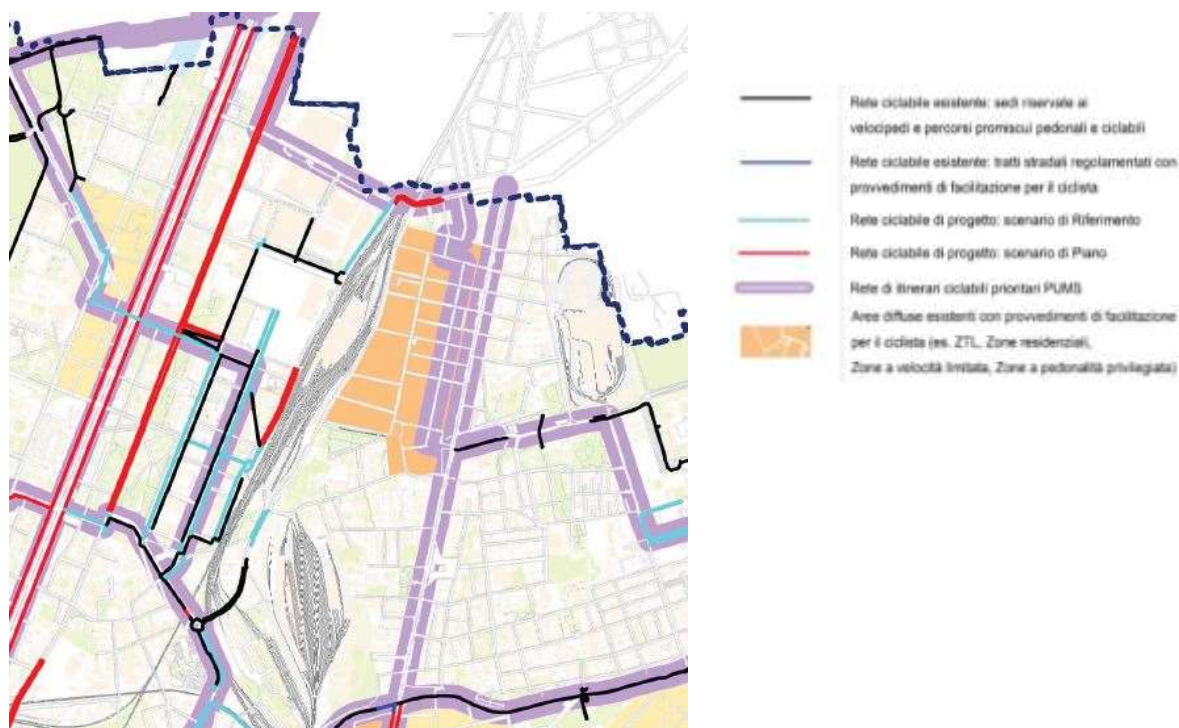 Rete ciclabile esistente: sedi riservate ai
velocipedi e percorsi promiscui pedonali e ciclabili
Rete ciclabile esistente: tratti stradali regolamentati con
provvedimenti di facilitazione per il ciclista
Rete ciclabile di progetto: scenario di Riferimento
Rete ciclabile di progetto: scenario di Piano
Rete di itinerari ciclabili prioritari PUMS
Aree diffuse esistenti con provvedimenti di facilitazione
per il ciclista (es. ZTL, Zone residenziali,
Zone a velocità limitata, Zone a pedonalità privilegiata)